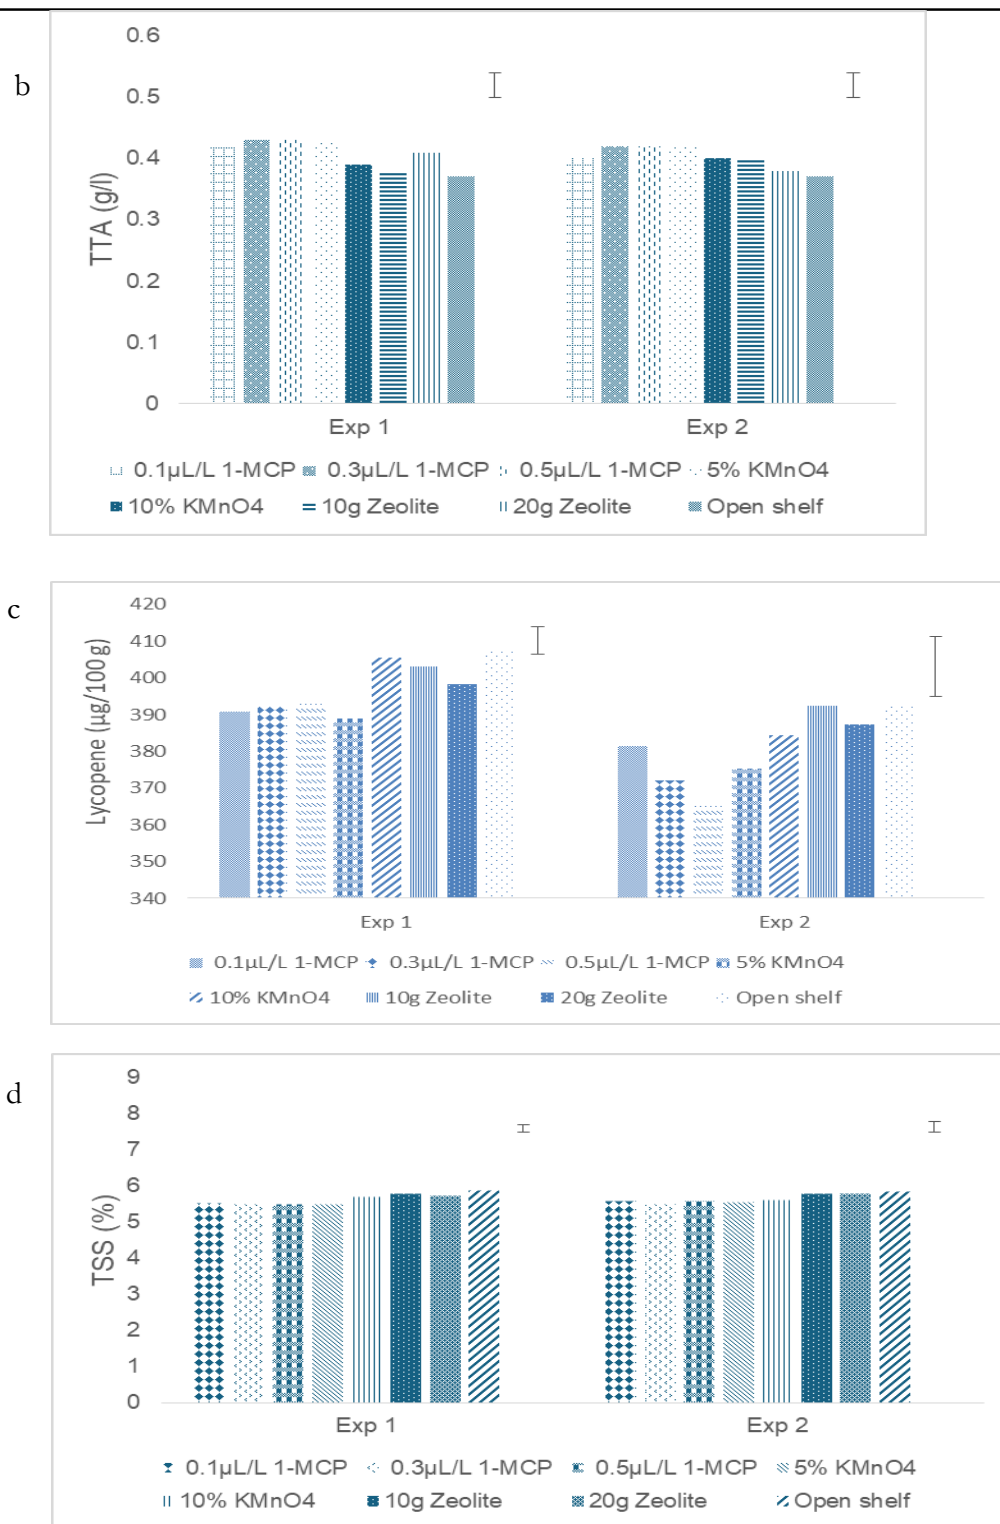 b
0.6
0.5
0.4
0.3
0.2
0.1
0
TTA (g/l)
Exp 1 Exp 2
0.1µL/L 1-MCP 0.3µL/L 1-MCP 0.5µL/L 1-MCP 5% KMnO4
10% KMnO4 10g Zeolite 20g Zeolite Open shelf
c
420
410
400
390
380
370
360
350
340
Lycopene (µg/100g)
Exp 1 Exp 2
0.1µL/L 1-MCP 0.3µL/L 1-MCP 0.5µL/L 1-MCP 5% KMnO4
10% KMnO4 10g Zeolite 20g Zeolite Open shelf
d
9
8
7
6
5
4
3
2
1
0
TSS (%)
Exp 1 Exp 2
0.1µL/L 1-MCP 0.3µL/L 1-MCP 0.5µL/L 1-MCP 5% KMnO4
10% KMnO4 10g Zeolite 20g Zeolite Open shelf